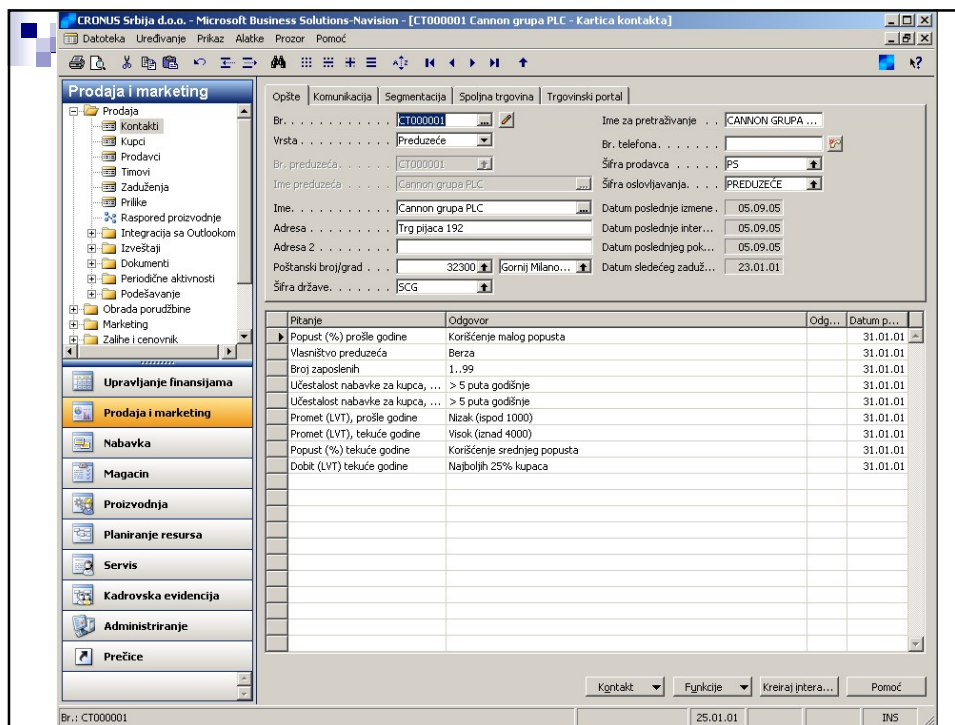 CRONUS Srbija d.o.o. - Microsoft Business Solutions-Navision - [CT000001 Cannon grupa PLC - Kartica kontakta]
Datoteka Uređivanje Prikaz Alatke Prozor Pomoć
Prodaja i marketing
Prodaja
Kontakti
Kupci
Prodavci
Timovi
Zaduženja
Prilike
Raspored proizvodnje
Integracija sa Outlookom
Izveštaji
Dokumenti
Periodične aktivnosti
Podešavanje
Obrada porudžbine
Marketing
Zalihe i cenovnik
Upravljanje finansijama
Prodaja i marketing
Nabavka
Magacin
Proizvodnja
Planiranje resursa
Servis
Kadrovska evidencija
Administriranje
Prečice
Opšte Komunikacija Segmentacija Spoljna trgovina Trgovinski portal
Br. . . . . . . . . . . . CT000001 ... Ime za pretraživanje . . CANNON GRUPA ...
Vrsta . . . . . . . . . . Preduzeće Br. telefona. . . . . . .
Br. preduzeća. . . . . . CT000001 Šifra prodavca . . . . . PS
Ime preduzeća . . . . . Cannon grupa PLC ... Šifra oslovljavanja. . . . PREDUZEĆE
Ime. . . . . . . . . . . Cannon grupa PLC ... Datum poslednje izmene . 05.09.05
Adresa . . . . . . . . . Trg pijaca 192 Datum poslednje inter... 05.09.05
Adresa 2 . . . . . . . . Datum poslednjeg pok... 05.09.05
Poštanski broj/grad . . . 32300 Gornij Milano... Datum sledećeg zaduž... 23.01.01
Šifra države. . . . . . . SCG
Pitanje Odgovor Odg... Datum p...
Popust (%) prošle godine Korišćenje malog popusta 31.01.01
Vlasništvo preduzeća Berza 31.01.01
Broj zaposlenih 1..99 31.01.01
Učestalost nabavke za kupca, ... > 5 puta godišnje 31.01.01
Učestalost nabavke za kupca, ... > 5 puta godišnje 31.01.01
Promet (LVT), prošle godine Nizak (ispod 1000) 31.01.01
Promet (LVT), tekuće godine Visok (iznad 4000) 31.01.01
Popust (%) tekuće godine Korišćenje srednjeg popusta 31.01.01
Dobit (LVT) tekuće godine Najboljih 25% kupaca 31.01.01
Kontakt Funkcije Kreiraj intera... Pomoć
Br.: CT000001 25.01.01 INS